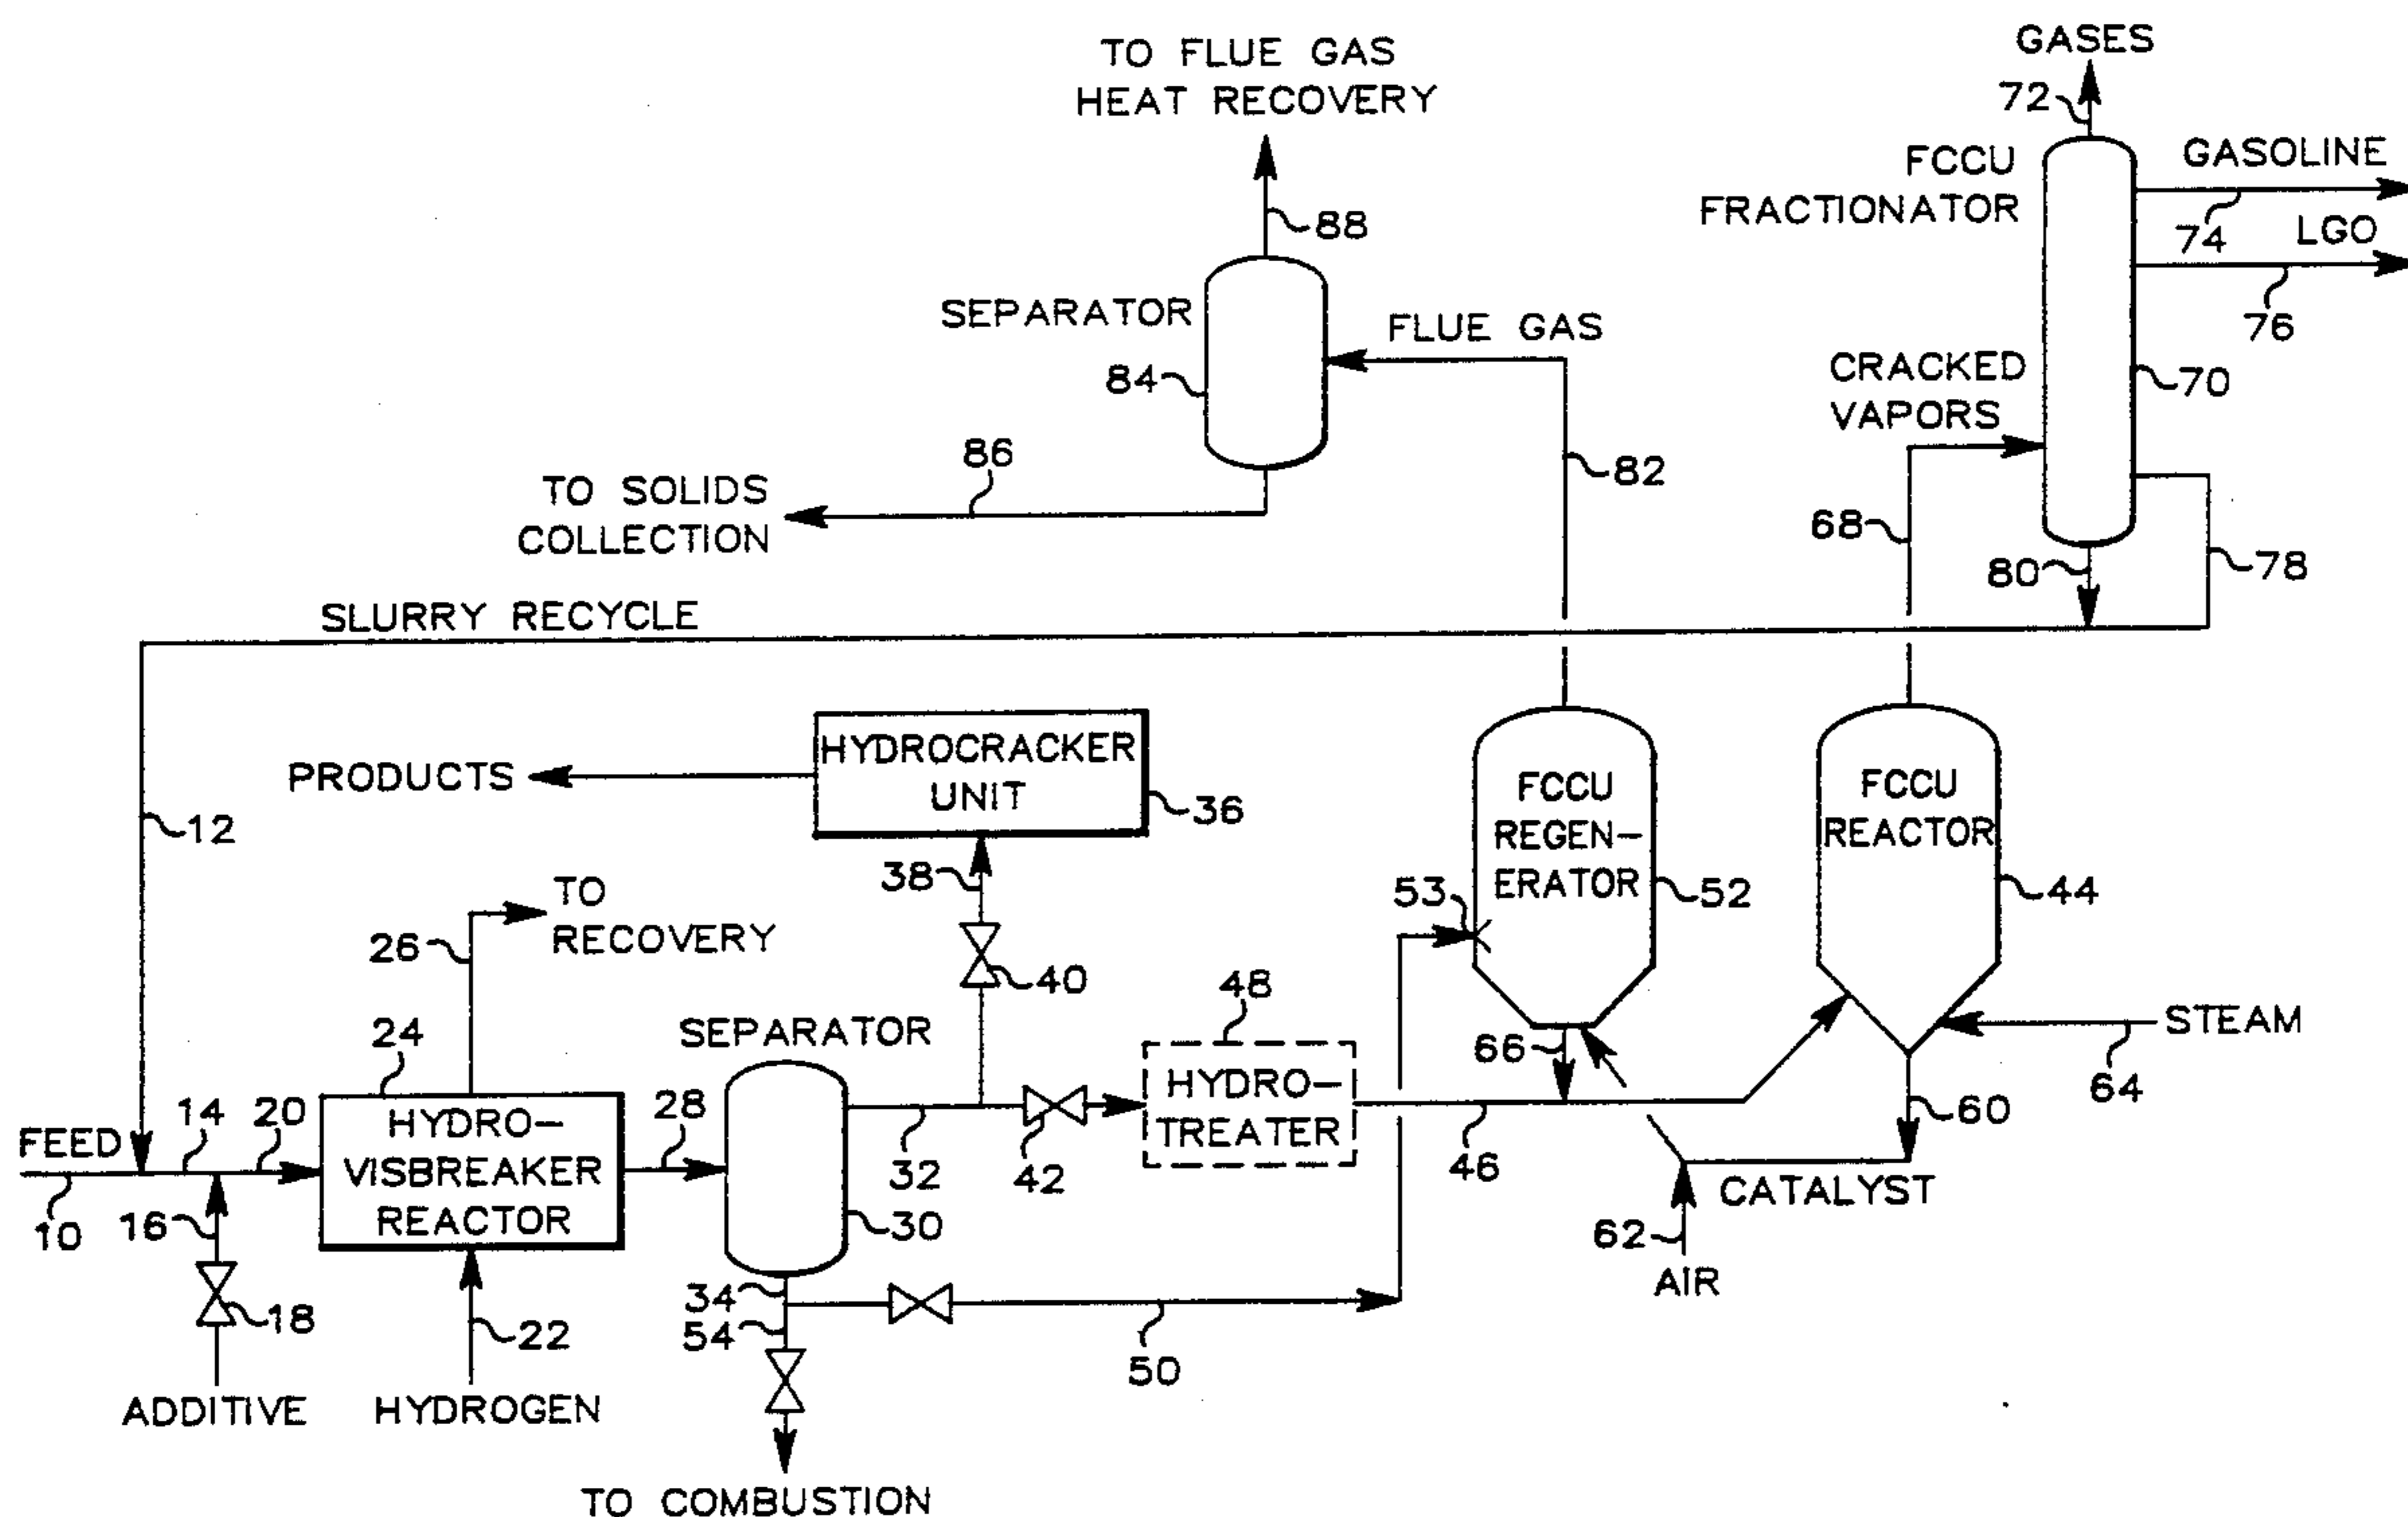 TO FLUE GAS
HEAT RECOVERY
88
SEPARATOR
84
FLUE GAS
82
86
TO SOLIDS
COLLECTION
GASES
72
FCCU
FRACTIONATOR
GASOLINE
74
LGO
76
CRACKED
VAPORS
70
68
80
78
SLURRY RECYCLE
12
PRODUCTS
HYDROCRACKER
UNIT
36
38
40
FCCU
REGEN-
ERATOR
52
53
FCCU
REACTOR
44
TO
RECOVERY
26
24
SEPARATOR
48
66
STEAM
64
FEED
10
14
20
HYDRO-
VISBREAKER
REACTOR
28
30
32
42
HYDRO-
TREATER
46
60
CATALYST
62
AIR
16
18
ADDITIVE
22
HYDROGEN
34
54
50
TO COMBUSTION